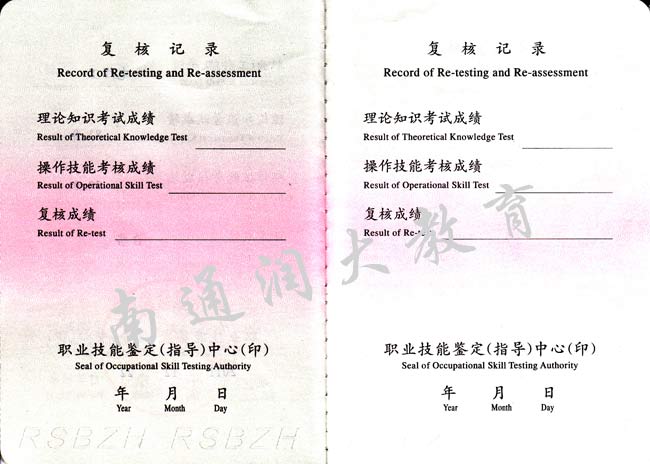 复核记录
Record of Re-testing and Re-assessment
理论知识考试成绩
Result of Theoretical Knowledge Test
操作技能考核成绩
Result of Operational Skill Test
复核成绩
Result of Re-test
职业技能鉴定(指导)中心(印)
Seal of Occupational Skill Testing Authority
年 月 日
Year Month Day
RSBZH RSBZH
复核记录
Record of Re-testing and Re-assessment
理论知识考试成绩
Result of Theoretical Knowledge Test
操作技能考核成绩
Result of Operational Skill Test
复核成绩
Result of Re-test
职业技能鉴定(指导)中心(印)
Seal of Occupational Skill Testing Authority
年 月 日
Year Month Day
南通润大教育